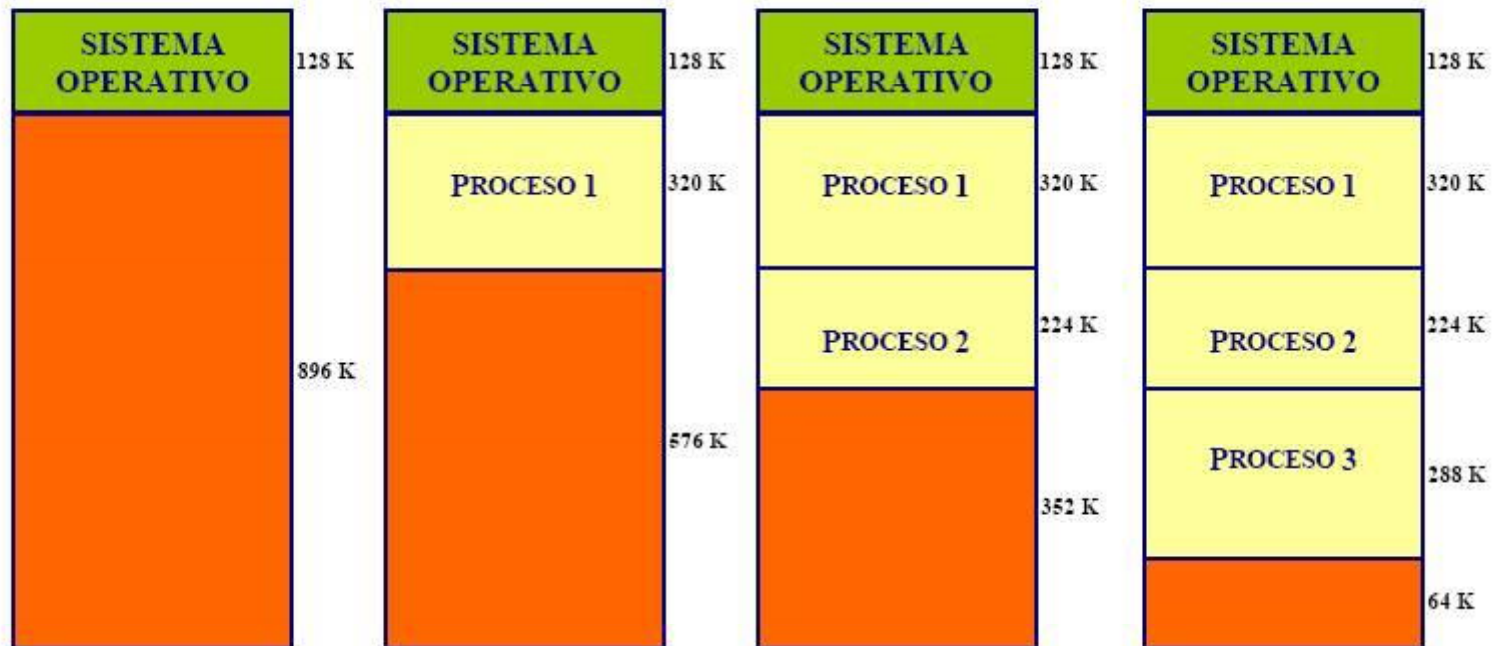 SISTEMA
OPERATIVO
128 K
896 K
SISTEMA
OPERATIVO
128 K
PROCESO 1
320 K
576 K
SISTEMA
OPERATIVO
128 K
PROCESO 1
320 K
PROCESO 2
224 K
352 K
SISTEMA
OPERATIVO
128 K
PROCESO 1
320 K
PROCESO 2
224 K
PROCESO 3
288 K
64 K